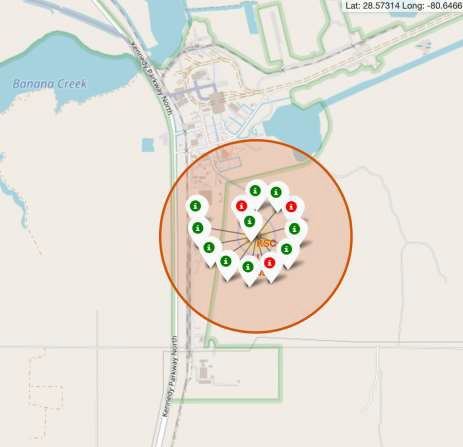 Lat: 28.57314 Long: -80.6466
Kennedy Parkway North
Banana Creek
KSC
A
Kennedy Parkway North